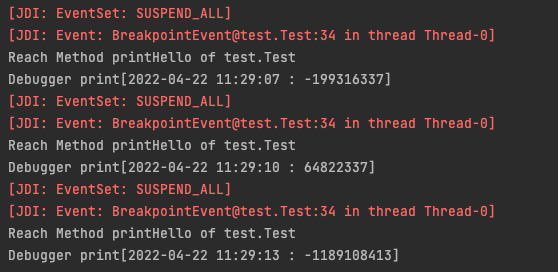 [JDI: EventSet: SUSPEND_ALL]
[JDI: Event: BreakpointEvent@test.Test:34 in thread Thread-0]
Reach Method printHello of test.Test
Debugger print[2022-04-22 11:29:07 : -199316337]
[JDI: EventSet: SUSPEND_ALL]
[JDI: Event: BreakpointEvent@test.Test:34 in thread Thread-0]
Reach Method printHello of test.Test
Debugger print[2022-04-22 11:29:10 : 64822337]
[JDI: EventSet: SUSPEND_ALL]
[JDI: Event: BreakpointEvent@test.Test:34 in thread Thread-0]
Reach Method printHello of test.Test
Debugger print[2022-04-22 11:29:13 : -1189108413]